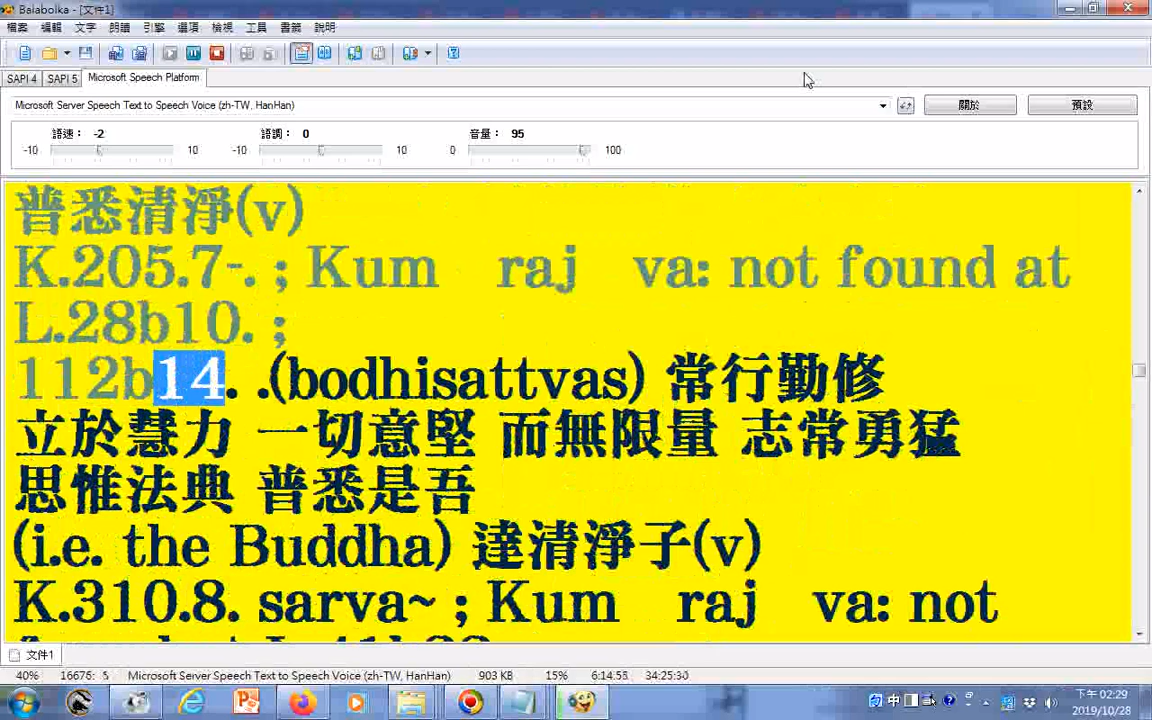 Balabolka - [文件1]
檔案 編輯 文字 朗讀 引擎 選項 檢視 工具 書籤 說明
SAPI 4 SAPI 5 Microsoft Speech Platform
Microsoft Server Speech Text to Speech Voice (zh-TW, HanHan) 關於 預設
語速： -2 語調： 0 音量： 95
-10 10 -10 10 0 100
普悉清淨(v)
K.205.7-. ; Kum raj va: not found at
L.28b10. ;
112b14. .(bodhisattvas) 常行勤修
立於慧力 一切意堅 而無限量 志常勇猛
思惟法典 普悉是吾
(i.e. the Buddha) 達清淨子(v)
K.310.8. sarva~ ; Kum raj va: not
文件1
40% 16675: 5 Microsoft Server Speech Text to Speech Voice (zh-TW, HanHan) 903 KB 15% 6:14:58 34:25:30
中
下午 02:29
2019/10/28